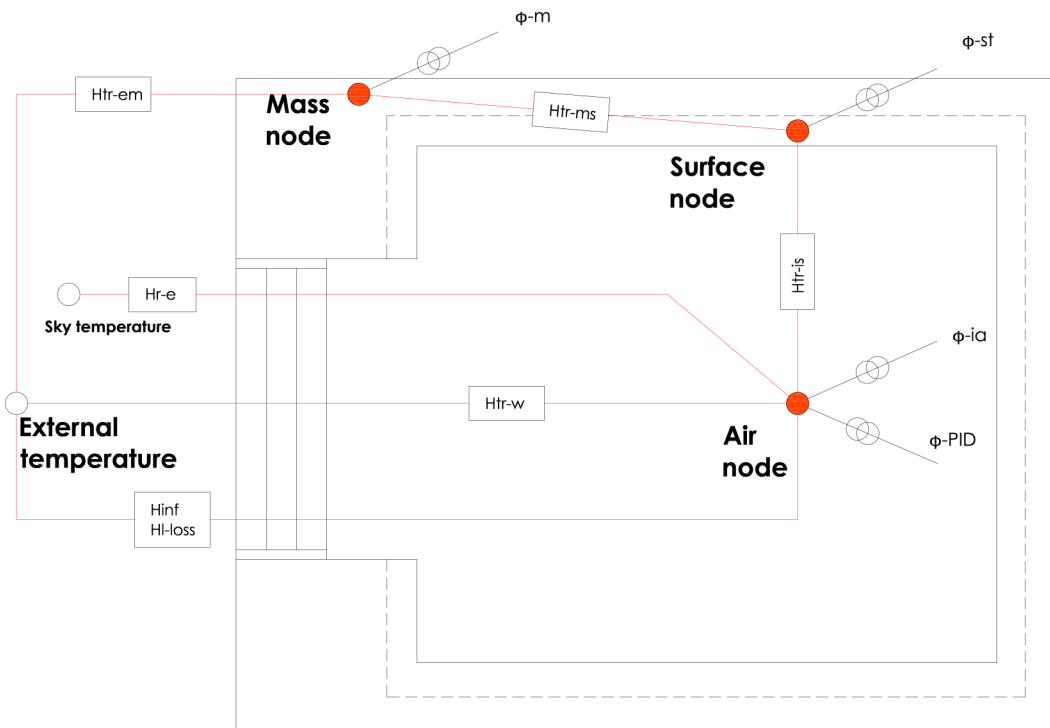 ф-m
ф-st
Htr-em
Mass
node
Htr-ms
Surface
node
Htr-is
Hr-e
Sky temperature
ф-ia
Htr-w
External
temperature
Air
node
ф-PID
Hinf
Hl-loss